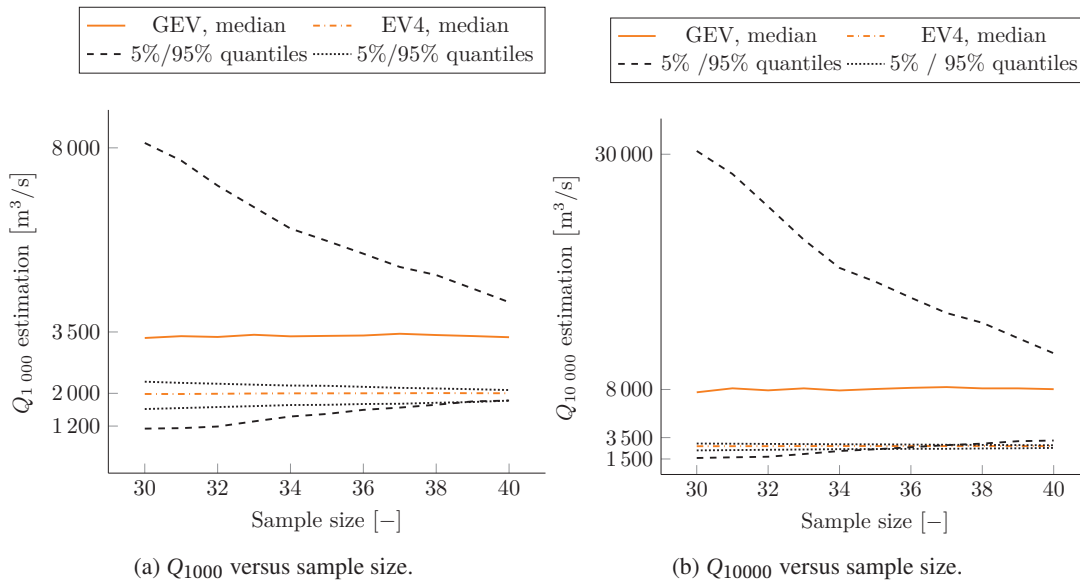 GEV, median EV4, median
5%/95% quantiles 5%/95% quantiles
8 000
3 500
2 000
1 200
Q1 000 estimation [m³/s]
30 32 34 36 38 40
Sample size [−]
(a) Q1000 versus sample size.
GEV, median EV4, median
5% /95% quantiles 5% / 95% quantiles
30 000
8 000
3 500
1 500
Q10 000 estimation [m³/s]
30 32 34 36 38 40
Sample size [−]
(b) Q10000 versus sample size.